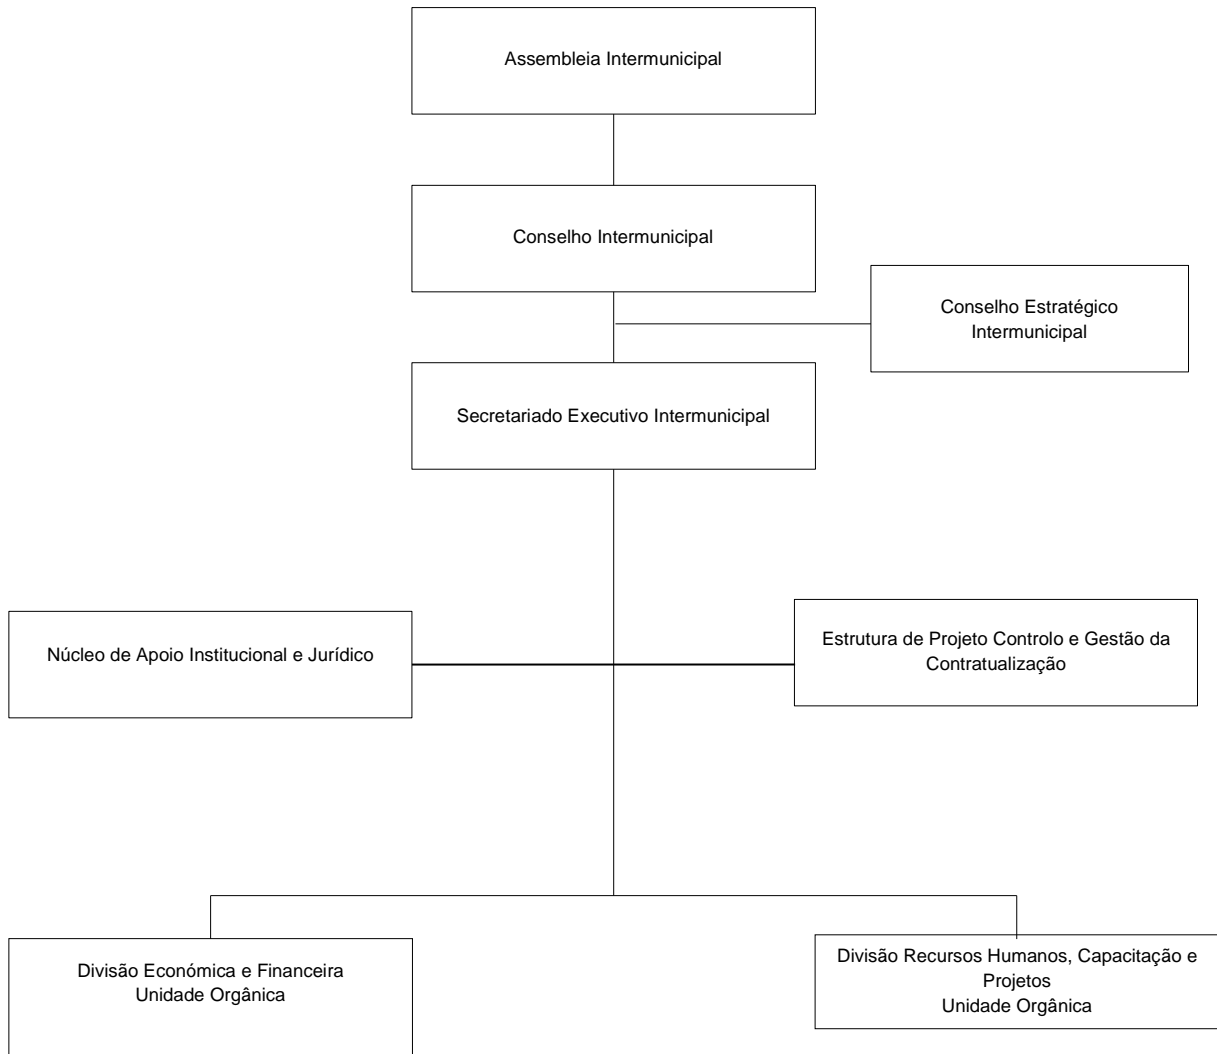 Assembleia Intermunicipal
Conselho Intermunicipal
Conselho Estratégico
Intermunicipal
Secretariado Executivo Intermunicipal
Núcleo de Apoio Institucional e Jurídico
Estrutura de Projeto Controlo e Gestão da
Contratualização
Divisão Económica e Financeira
Unidade Orgânica
Divisão Recursos Humanos, Capacitação e
Projetos
Unidade Orgânica